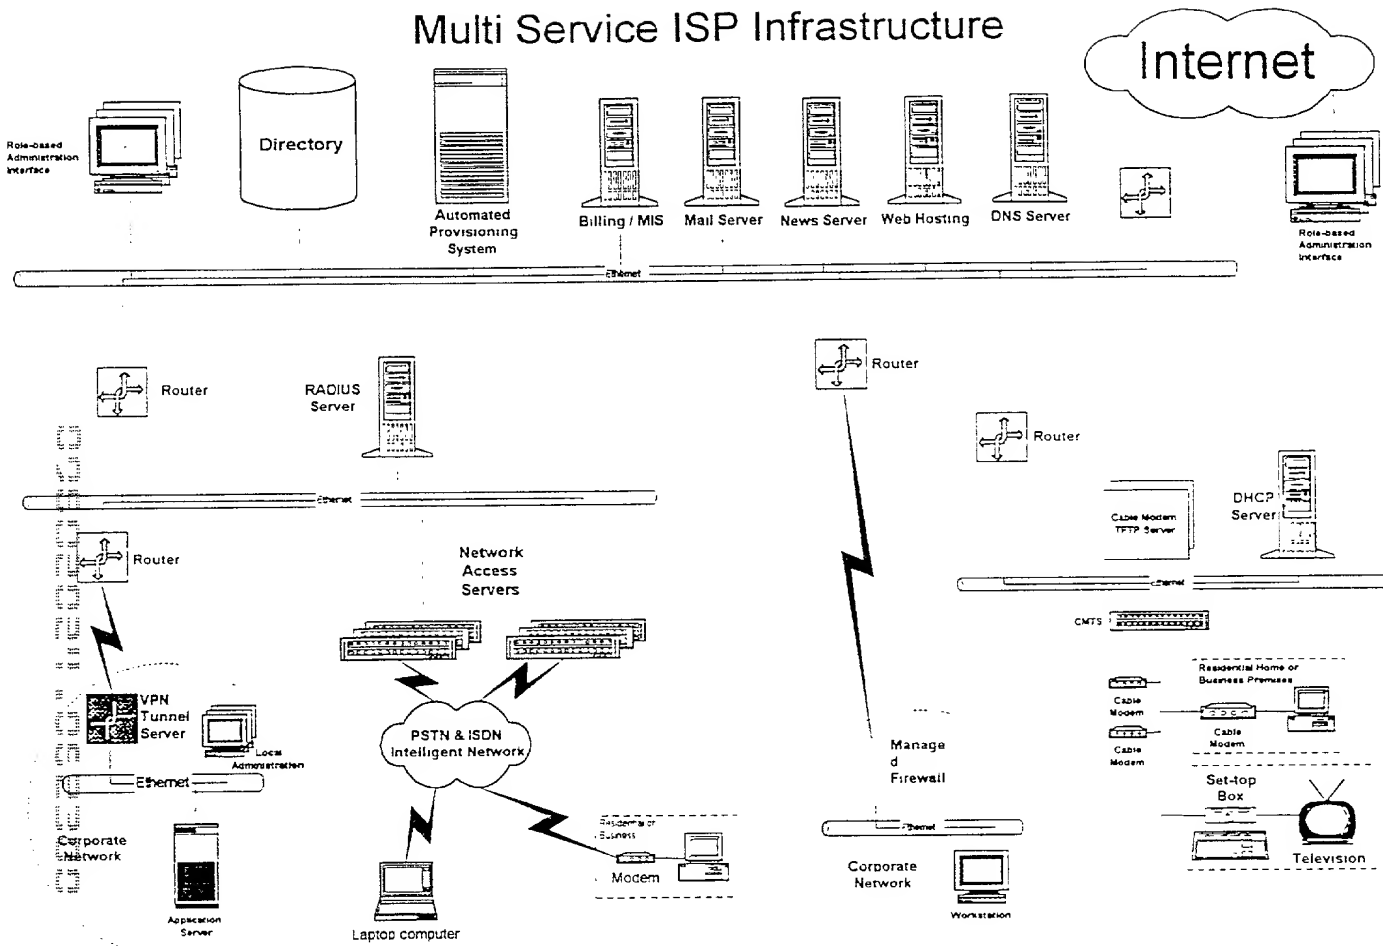 Multi Service ISP Infrastructure
Internet
Role-based
Administration
Interface
Directory
Automated
Provisioning
System
Billing / MIS
Mail Server
News Server
Web Hosting
DNS Server
Role-based
Administration
Interface
Ethernet
Router
RADIUS
Server
Router
Router
Ethernet
Cable Modem
TFTP Server
DHCP
Server
Router
Network
Access
Servers
Ethernet
CMTS
VPN
Tunnel
Server
Local
Administration
PSTN & ISDN
Intelligent Network
Manage
d
Firewall
Residential Home or
Business Premises
Cable
Modem
Cable
Modem
Cable
Modem
Ethernet
Set-top
Box
Television
Corporate
Network
Residential or
Business
Modem
Ethernet
Corporate
Network
Workstation
Application
Server
Laptop computer